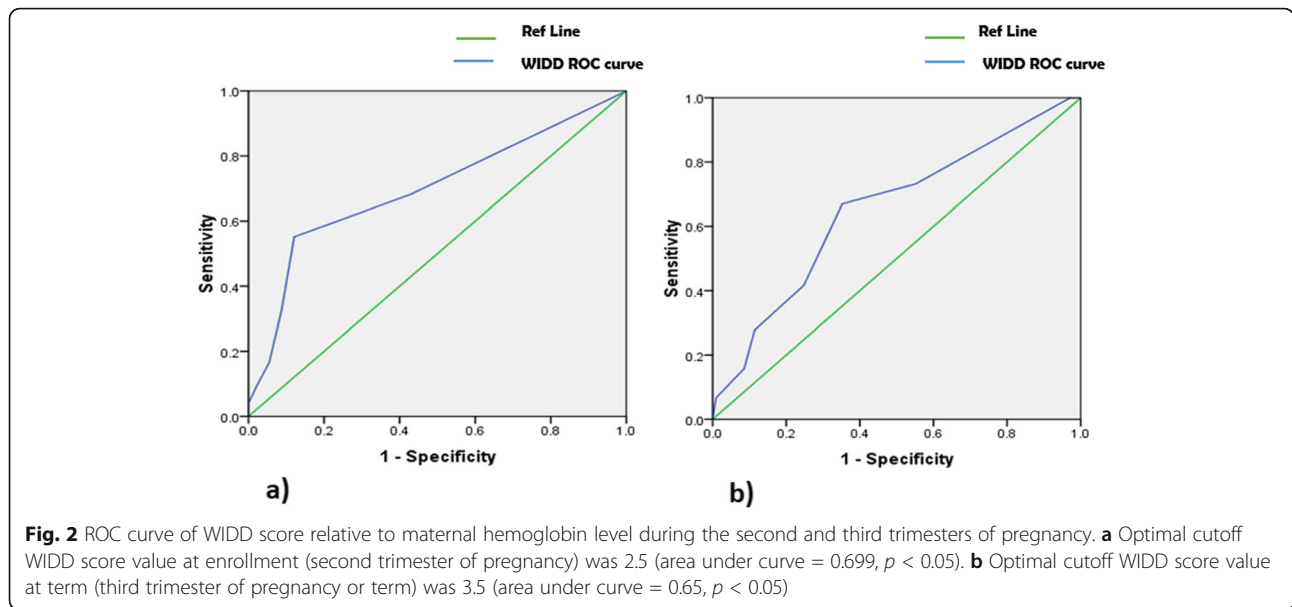 Ref Line
WIDD ROC curve
1.0
0.8
0.6
0.4
0.2
0.0
Sensitivity
0.0 0.2 0.4 0.6 0.8 1.0
1 - Specificity
a)
Ref Line
WIDD ROC curve
1.0
0.8
0.6
0.4
0.2
0.0
Sensitivity
0.0 0.2 0.4 0.6 0.8 1.0
1 - Specificity
b)
Fig. 2 ROC curve of WIDD score relative to maternal hemoglobin level during the second and third trimesters of pregnancy. a Optimal cutoff
WIDD score value at enrollment (second trimester of pregnancy) was 2.5 (area under curve = 0.699, p < 0.05). b Optimal cutoff WIDD score value
at term (third trimester of pregnancy or term) was 3.5 (area under curve = 0.65, p < 0.05)